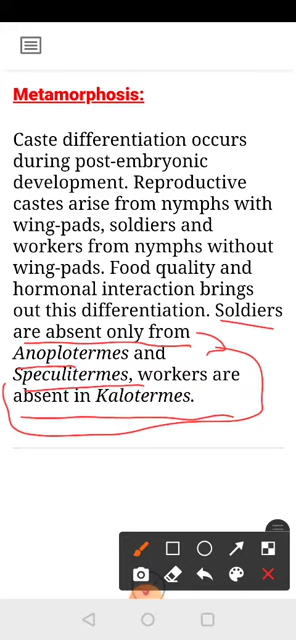 Metamorphosis:
Caste differentiation occurs
during post-embryonic
development. Reproductive
castes arise from nymphs with
wing-pads, soldiers and
workers from nymphs without
wing-pads. Food quality and
hormonal interaction brings
out this differentiation. Soldiers
are absent only from
Anoplotermes and
Speculitermes, workers are
absent in Kalotermes.